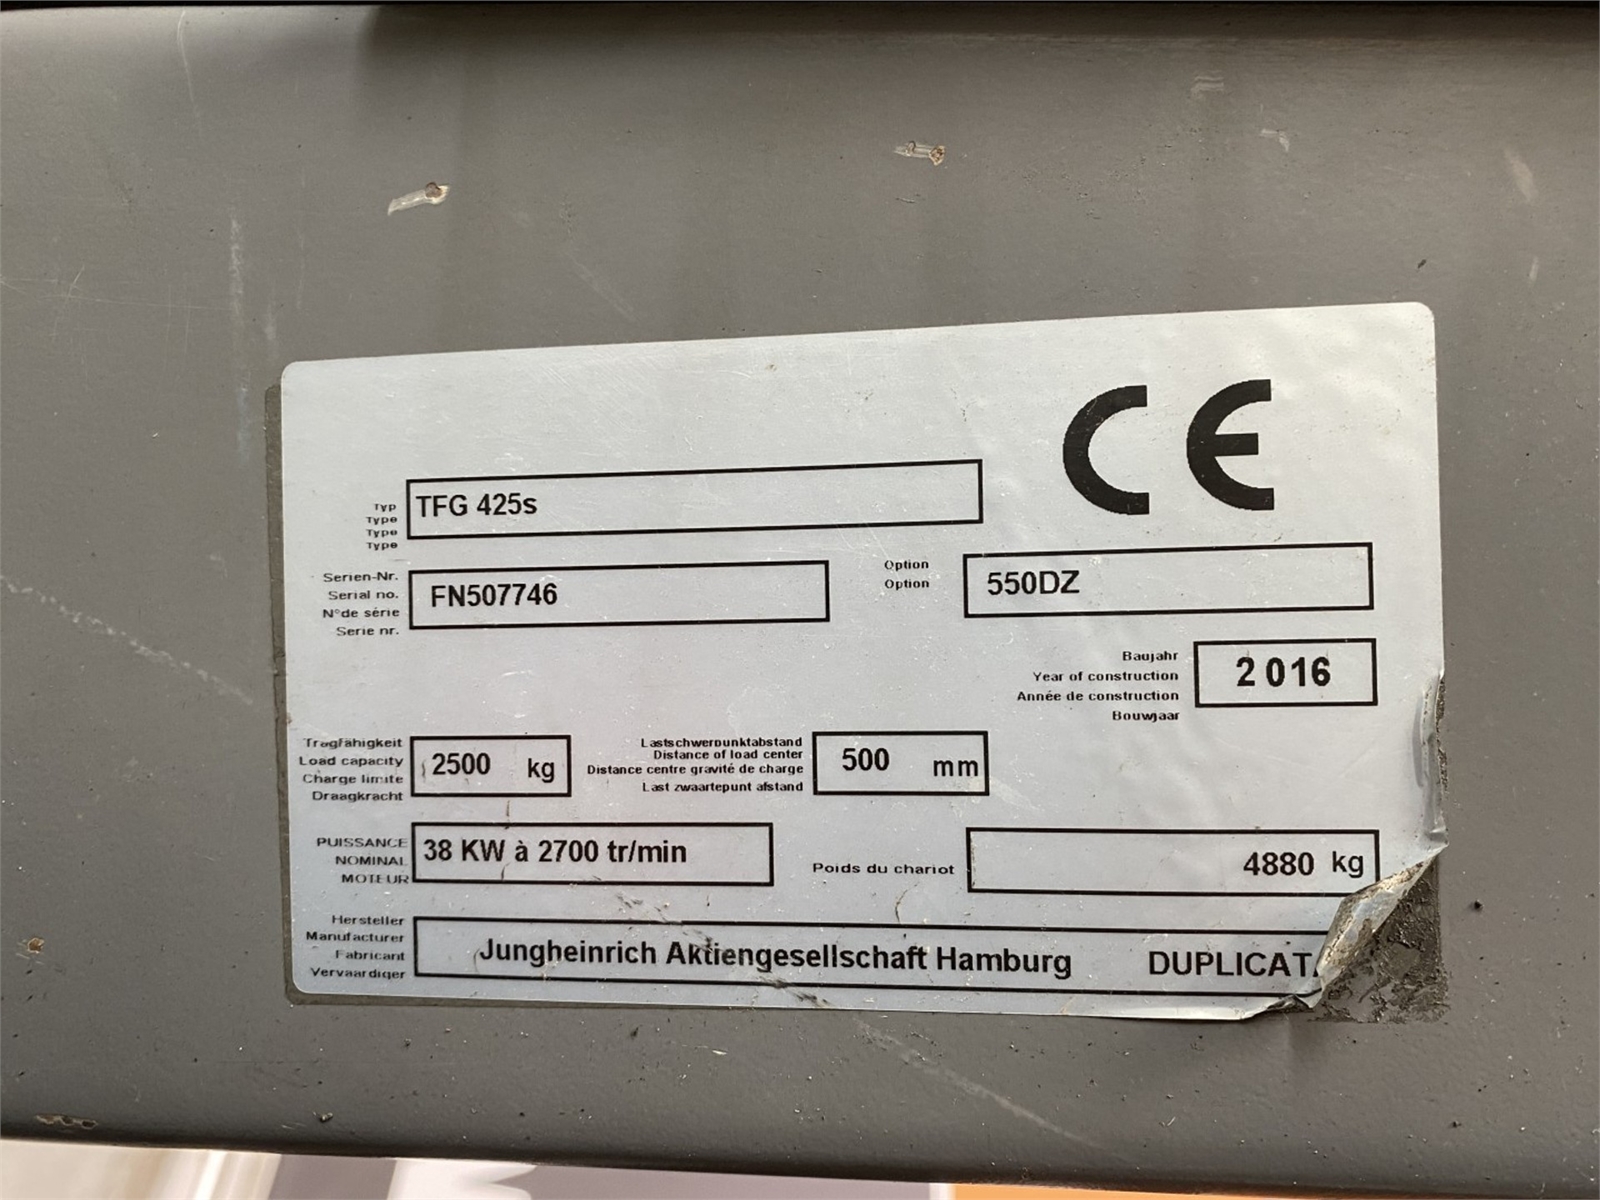 CE
Typ
Type
Type
Type
TFG 425s
Serien-Nr.
Serial no.
N°de série
Serie nr.
FN507746
Option
Option
550DZ
Baujahr
Year of construction
Année de construction
Bouwjaar
2 016
Tragfähigkeit
Load capacity
Charge limite
Draagkracht
2500 kg
Lastschwerpunktabstand
Distance of load center
Distance centre gravité de charge
Last zwaartepunt afstand
500 mm
PUISSANCE
NOMINAL
MOTEUR
38 KW à 2700 tr/min
Poids du chariot
4880 kg
Hersteller
Manufacturer
Fabricant
Vervaardiger
Jungheinrich Aktiengesellschaft Hamburg DUPLICAT